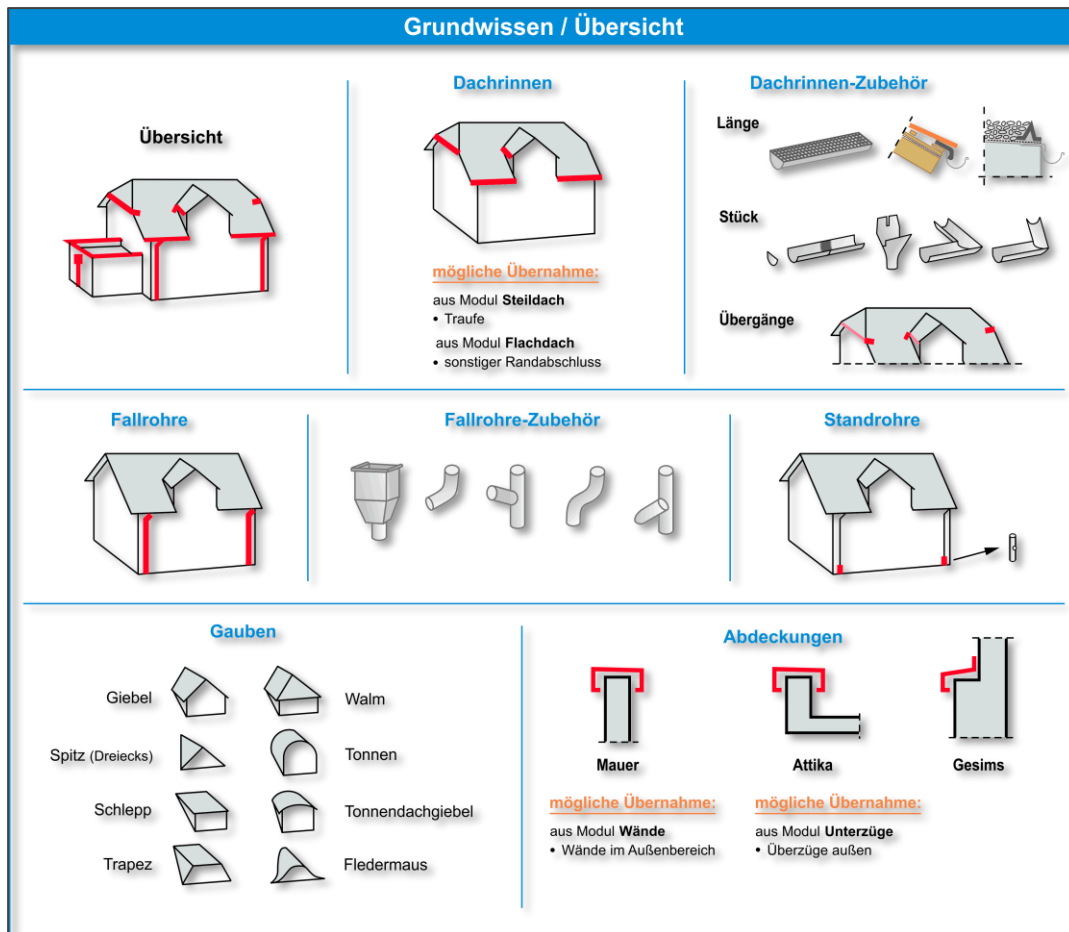 Grundwissen / Übersicht
Übersicht
Dachrinnen
mögliche Übernahme:
aus Modul Steildach
• Traufe
aus Modul Flachdach
• sonstiger Randabschluss
Dachrinnen-Zubehör
Länge
Stück
Übergänge
Fallrohre
Fallrohre-Zubehör
Standrohre
Gauben
Giebel
Walm
Spitz (Dreiecks)
Tonnen
Schlepp
Tonnendachgiebel
Trapez
Fledermaus
Abdeckungen
Mauer
Attika
Gesims
mögliche Übernahme:
aus Modul Wände
• Wände im Außenbereich
mögliche Übernahme:
aus Modul Unterzüge
• Überzüge außen